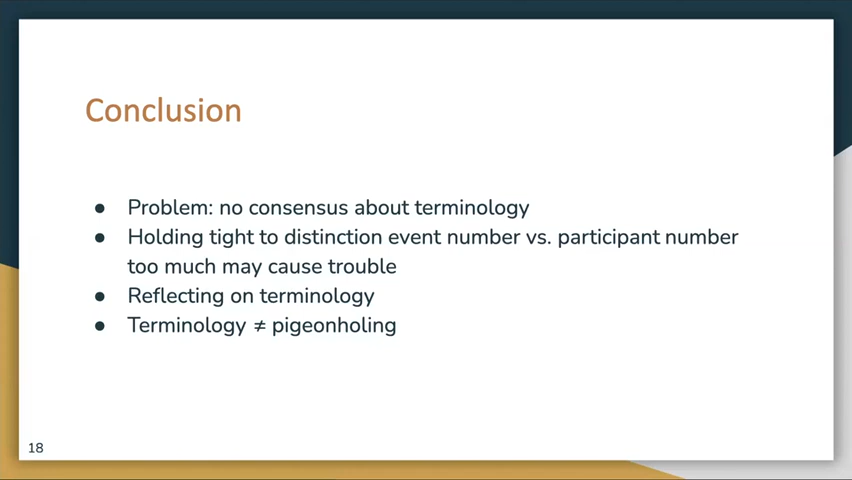 Conclusion
● Problem: no consensus about terminology
● Holding tight to distinction event number vs. participant number
too much may cause trouble
● Reflecting on terminology
● Terminology ≠ pigeonholing
18